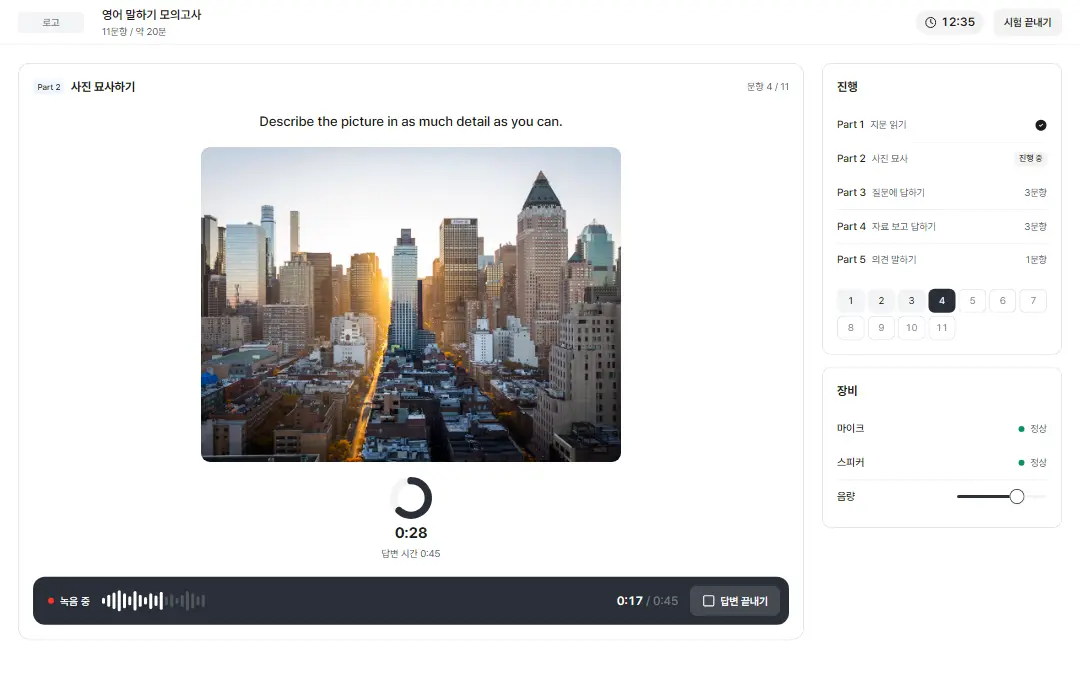 로고
영어 말하기 모의고사
11문항 / 약 20분
12:35
시험 끝내기
Part 2 사진 묘사하기
문항 4 / 11
Describe the picture in as much detail as you can.
0:28
답변 시간 0:45
녹음 중
0:17 / 0:45
답변 끝내기
진행
Part 1 지문 읽기
Part 2 사진 묘사 진행 중
Part 3 질문에 답하기 3문항
Part 4 자료 보고 답하기 3문항
Part 5 의견 말하기 1문항
1 2 3 4 5 6 7
8 9 10 11
장비
마이크 정상
스피커 정상
음량